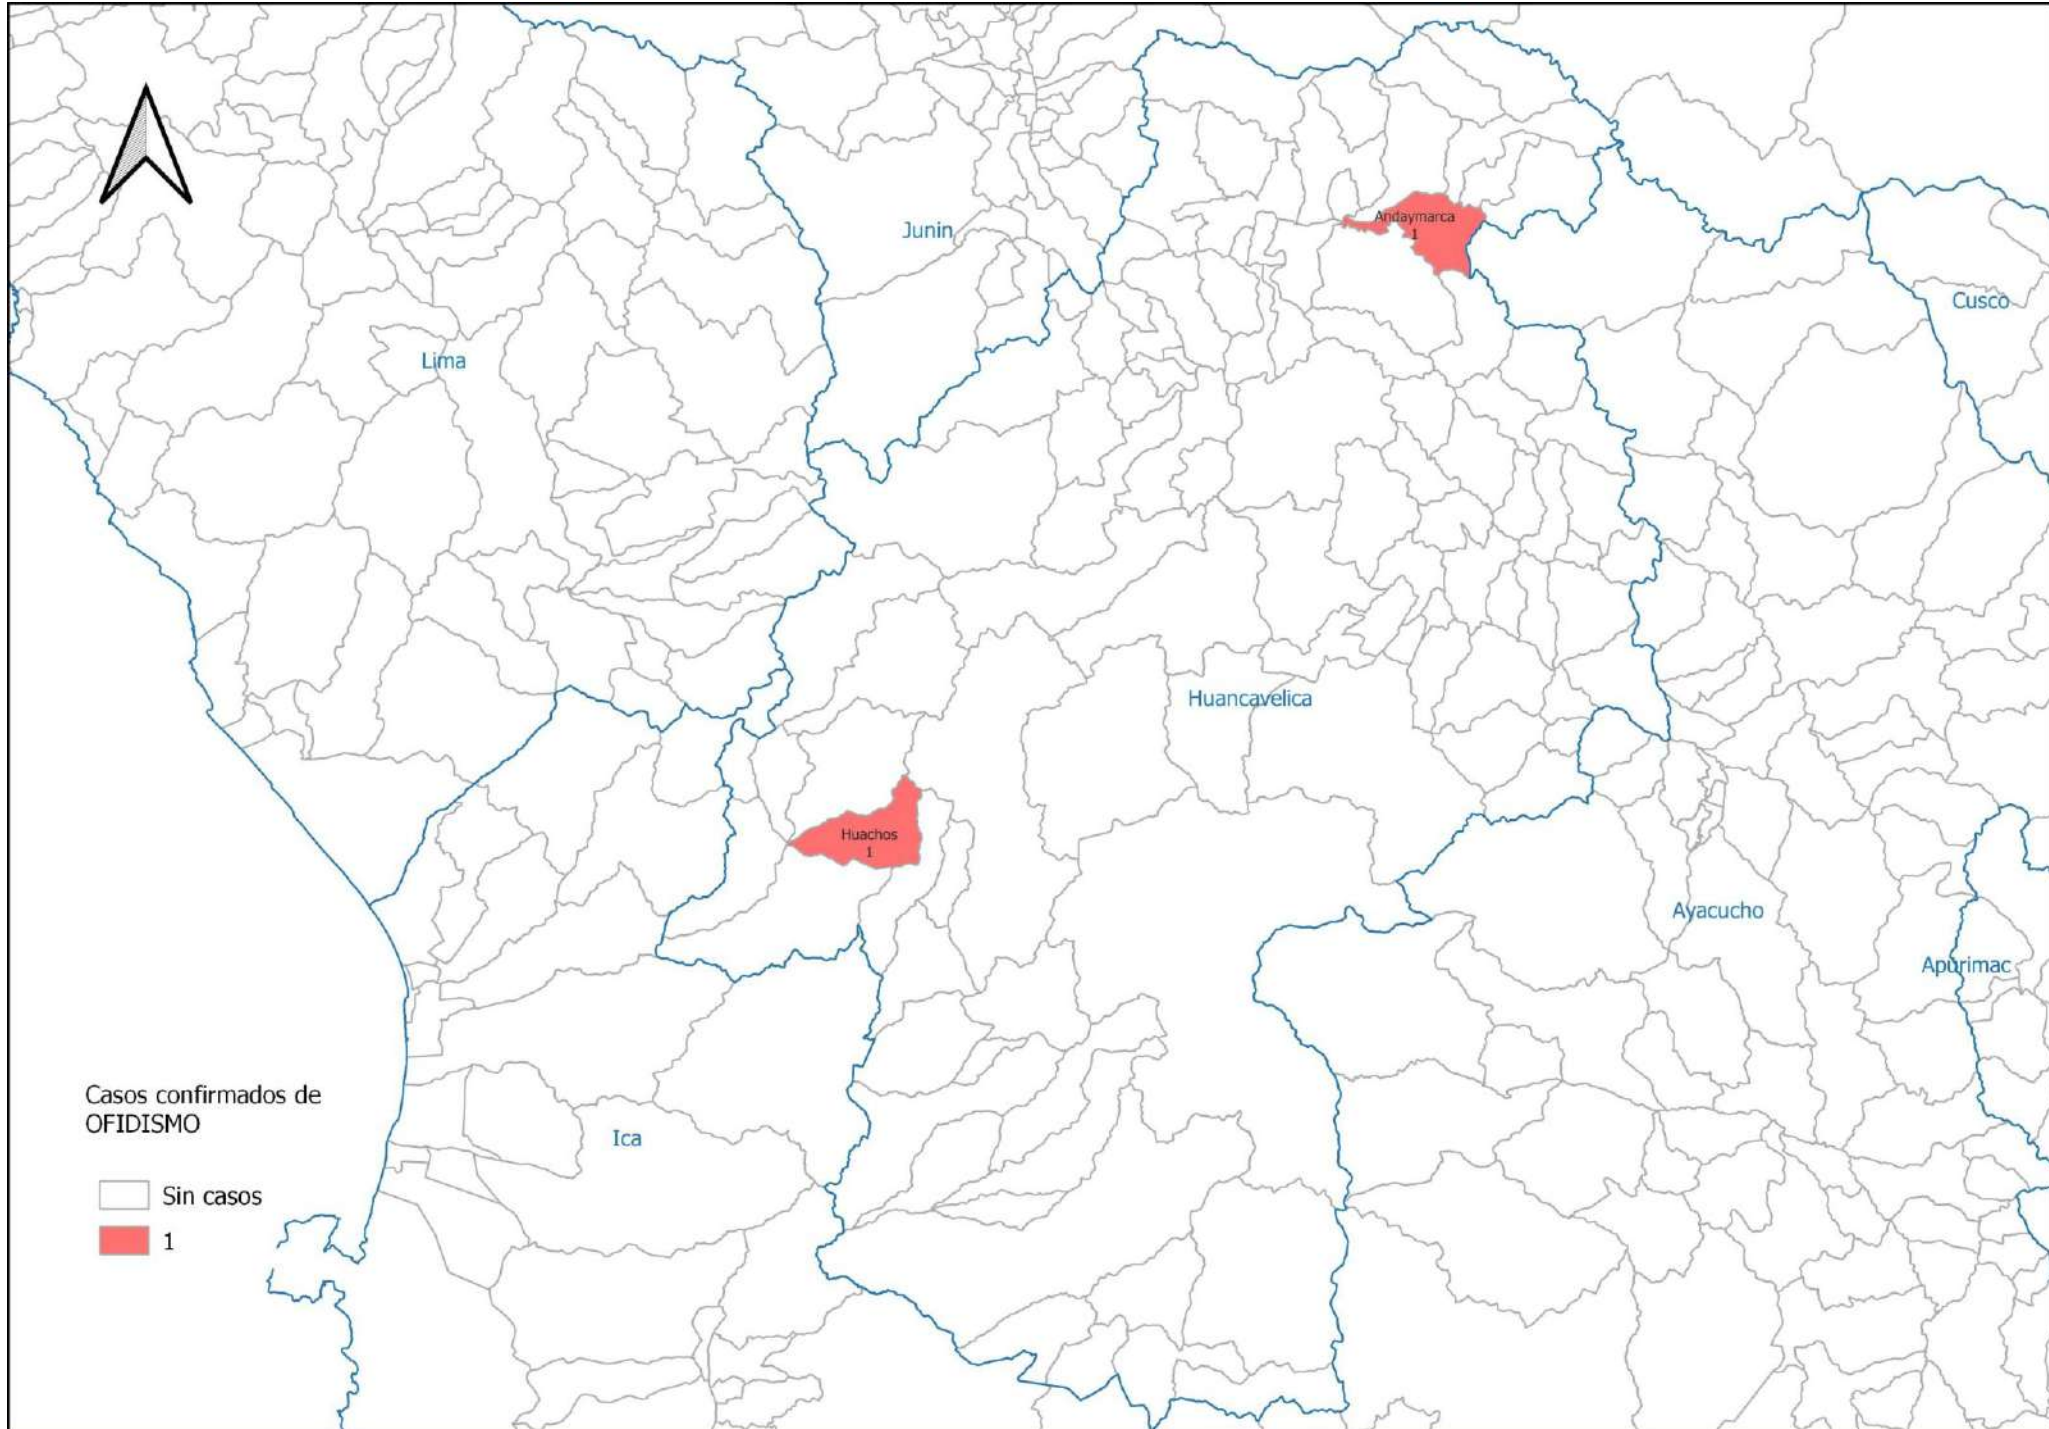 Andaymarca
1
Junin
Cusco
Lima
Huancavelica
Huachos
1
Ayacucho
Apurimac
Casos confirmados de
OFIDISMO
Ica
Sin casos
1